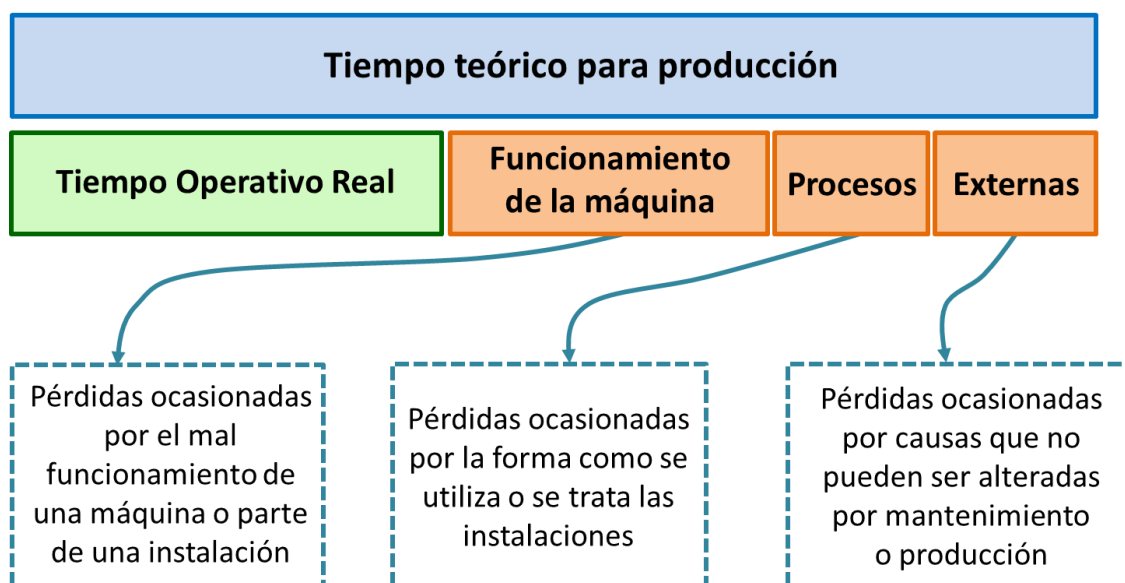 Tiempo teórico para producción
Tiempo Operativo Real
Funcionamiento
de la máquina
Procesos
Externas
Pérdidas ocasionadas
por el mal
funcionamiento de
una máquina o parte
de una instalación
Pérdidas ocasionadas
por la forma como se
utiliza o se trata las
instalaciones
Pérdidas ocasionadas
por causas que no
pueden ser alteradas
por mantenimiento
o producción